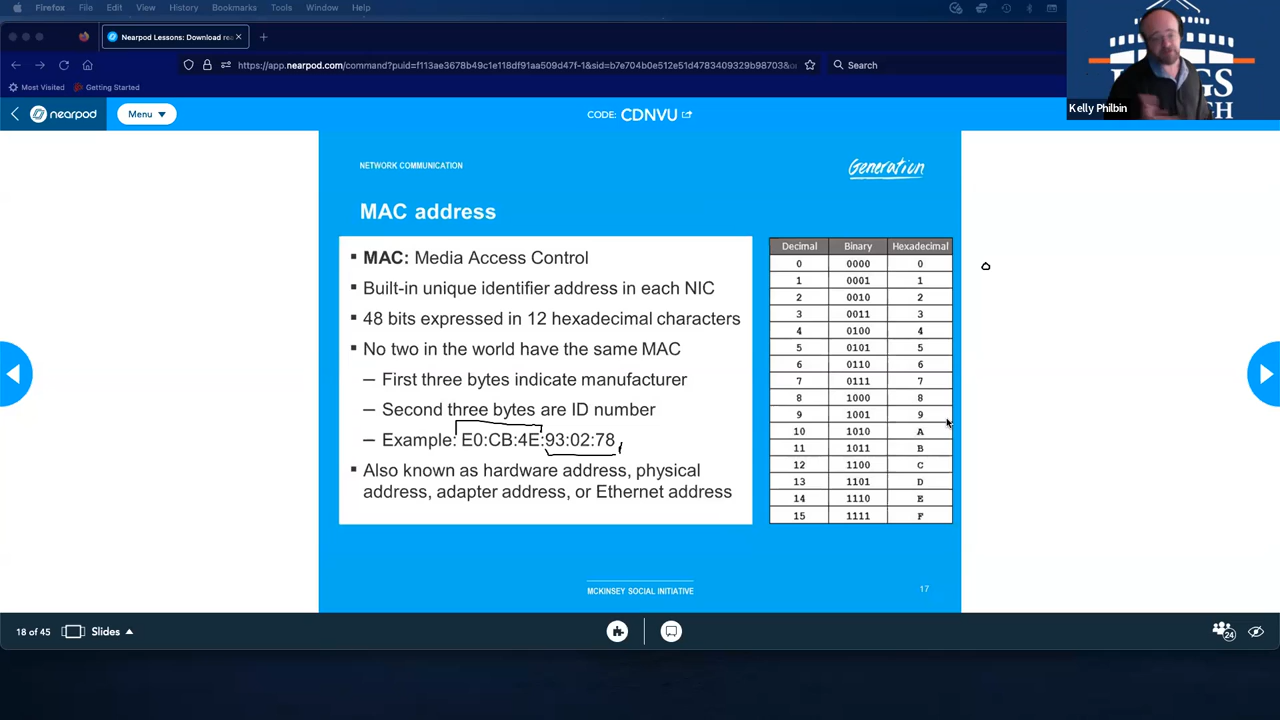 Firefox File Edit View History Bookmarks Tools Window Help
Nearpod Lessons: Download rea
https://app.nearpod.com/command?puid=f113ae3678b49c1e118df91aa509d47f-1&sid=b7e704b0e512e51d4783409329b98703&
Search
Most Visited Getting Started
nearpod Menu
CODE: CDNVU
Kelly Philbin
NETWORK COMMUNICATION
Generation
MAC address
▪ MAC: Media Access Control
▪ Built-in unique identifier address in each NIC
▪ 48 bits expressed in 12 hexadecimal characters
▪ No two in the world have the same MAC
– First three bytes indicate manufacturer
– Second three bytes are ID number
– Example: E0:CB:4E:93:02:78
▪ Also known as hardware address, physical
address, adapter address, or Ethernet address
Decimal Binary Hexadecimal
0 0000 0
1 0001 1
2 0010 2
3 0011 3
4 0100 4
5 0101 5
6 0110 6
7 0111 7
8 1000 8
9 1001 9
10 1010 A
11 1011 B
12 1100 C
13 1101 D
14 1110 E
15 1111 F
MCKINSEY SOCIAL INITIATIVE
17
18 of 45 Slides
24